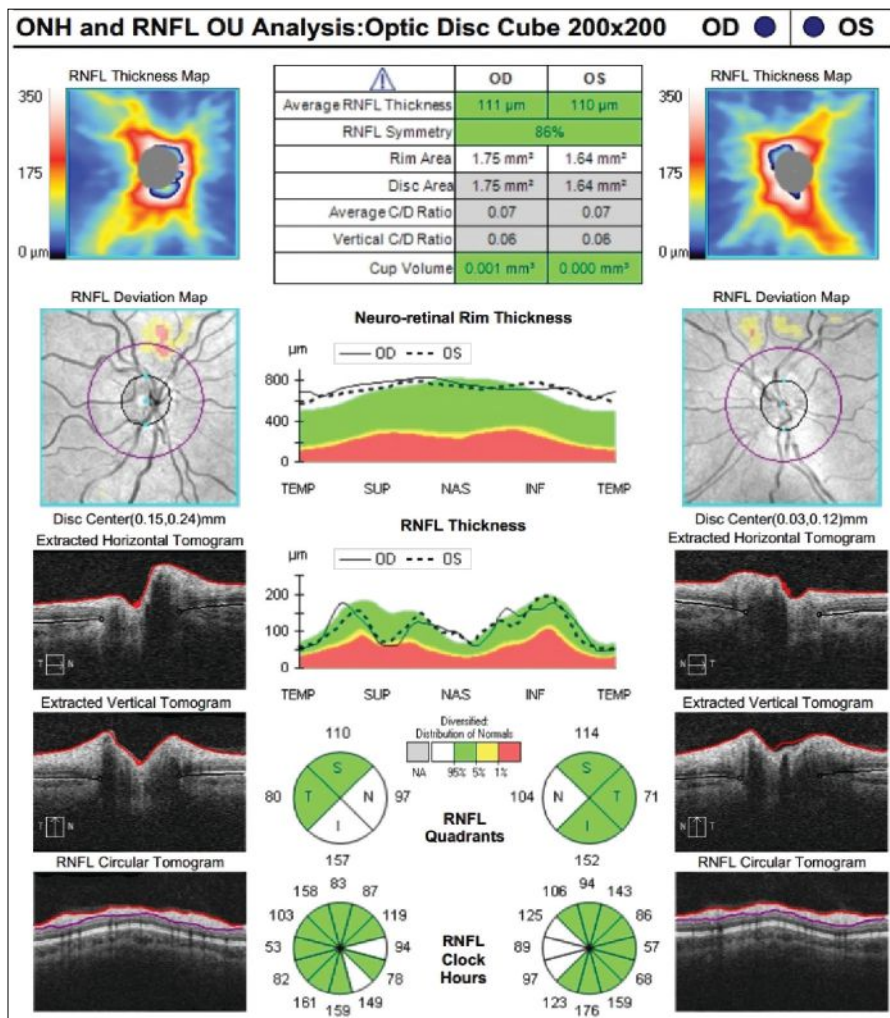 ONH and RNFL OU Analysis:Optic Disc Cube 200x200 OD OS
RNFL Thickness Map
350
175
0 µm
OD OS
Average RNFL Thickness 111 µm 110 µm
RNFL Symmetry 86%
Rim Area 1.75 mm² 1.64 mm²
Disc Area 1.75 mm² 1.64 mm²
Average C/D Ratio 0.07 0.07
Vertical C/D Ratio 0.06 0.06
Cup Volume 0.001 mm³ 0.000 mm³
RNFL Thickness Map
350
175
0 µm
RNFL Deviation Map
Disc Center(0.15,0.24)mm
Neuro-retinal Rim Thickness
µm
OD OS
800
400
0
TEMP SUP NAS INF TEMP
RNFL Deviation Map
Disc Center(0.03,0.12)mm
Extracted Horizontal Tomogram
T N
RNFL Thickness
µm
OD OS
200
100
0
TEMP SUP NAS INF TEMP
Extracted Horizontal Tomogram
N T
Extracted Vertical Tomogram
T N
110
S
80 T N 97
I
157
Diversified:
Distribution of Normals
NA 95% 5% 1%
RNFL
Quadrants
114
S
104 N T 71
I
152
Extracted Vertical Tomogram
N T
RNFL Circular Tomogram
83
158 87
103 119
53 94
82 78
161 149
159
RNFL
Clock
Hours
94
106 143
125 86
89 57
97 68
123 159
176
RNFL Circular Tomogram